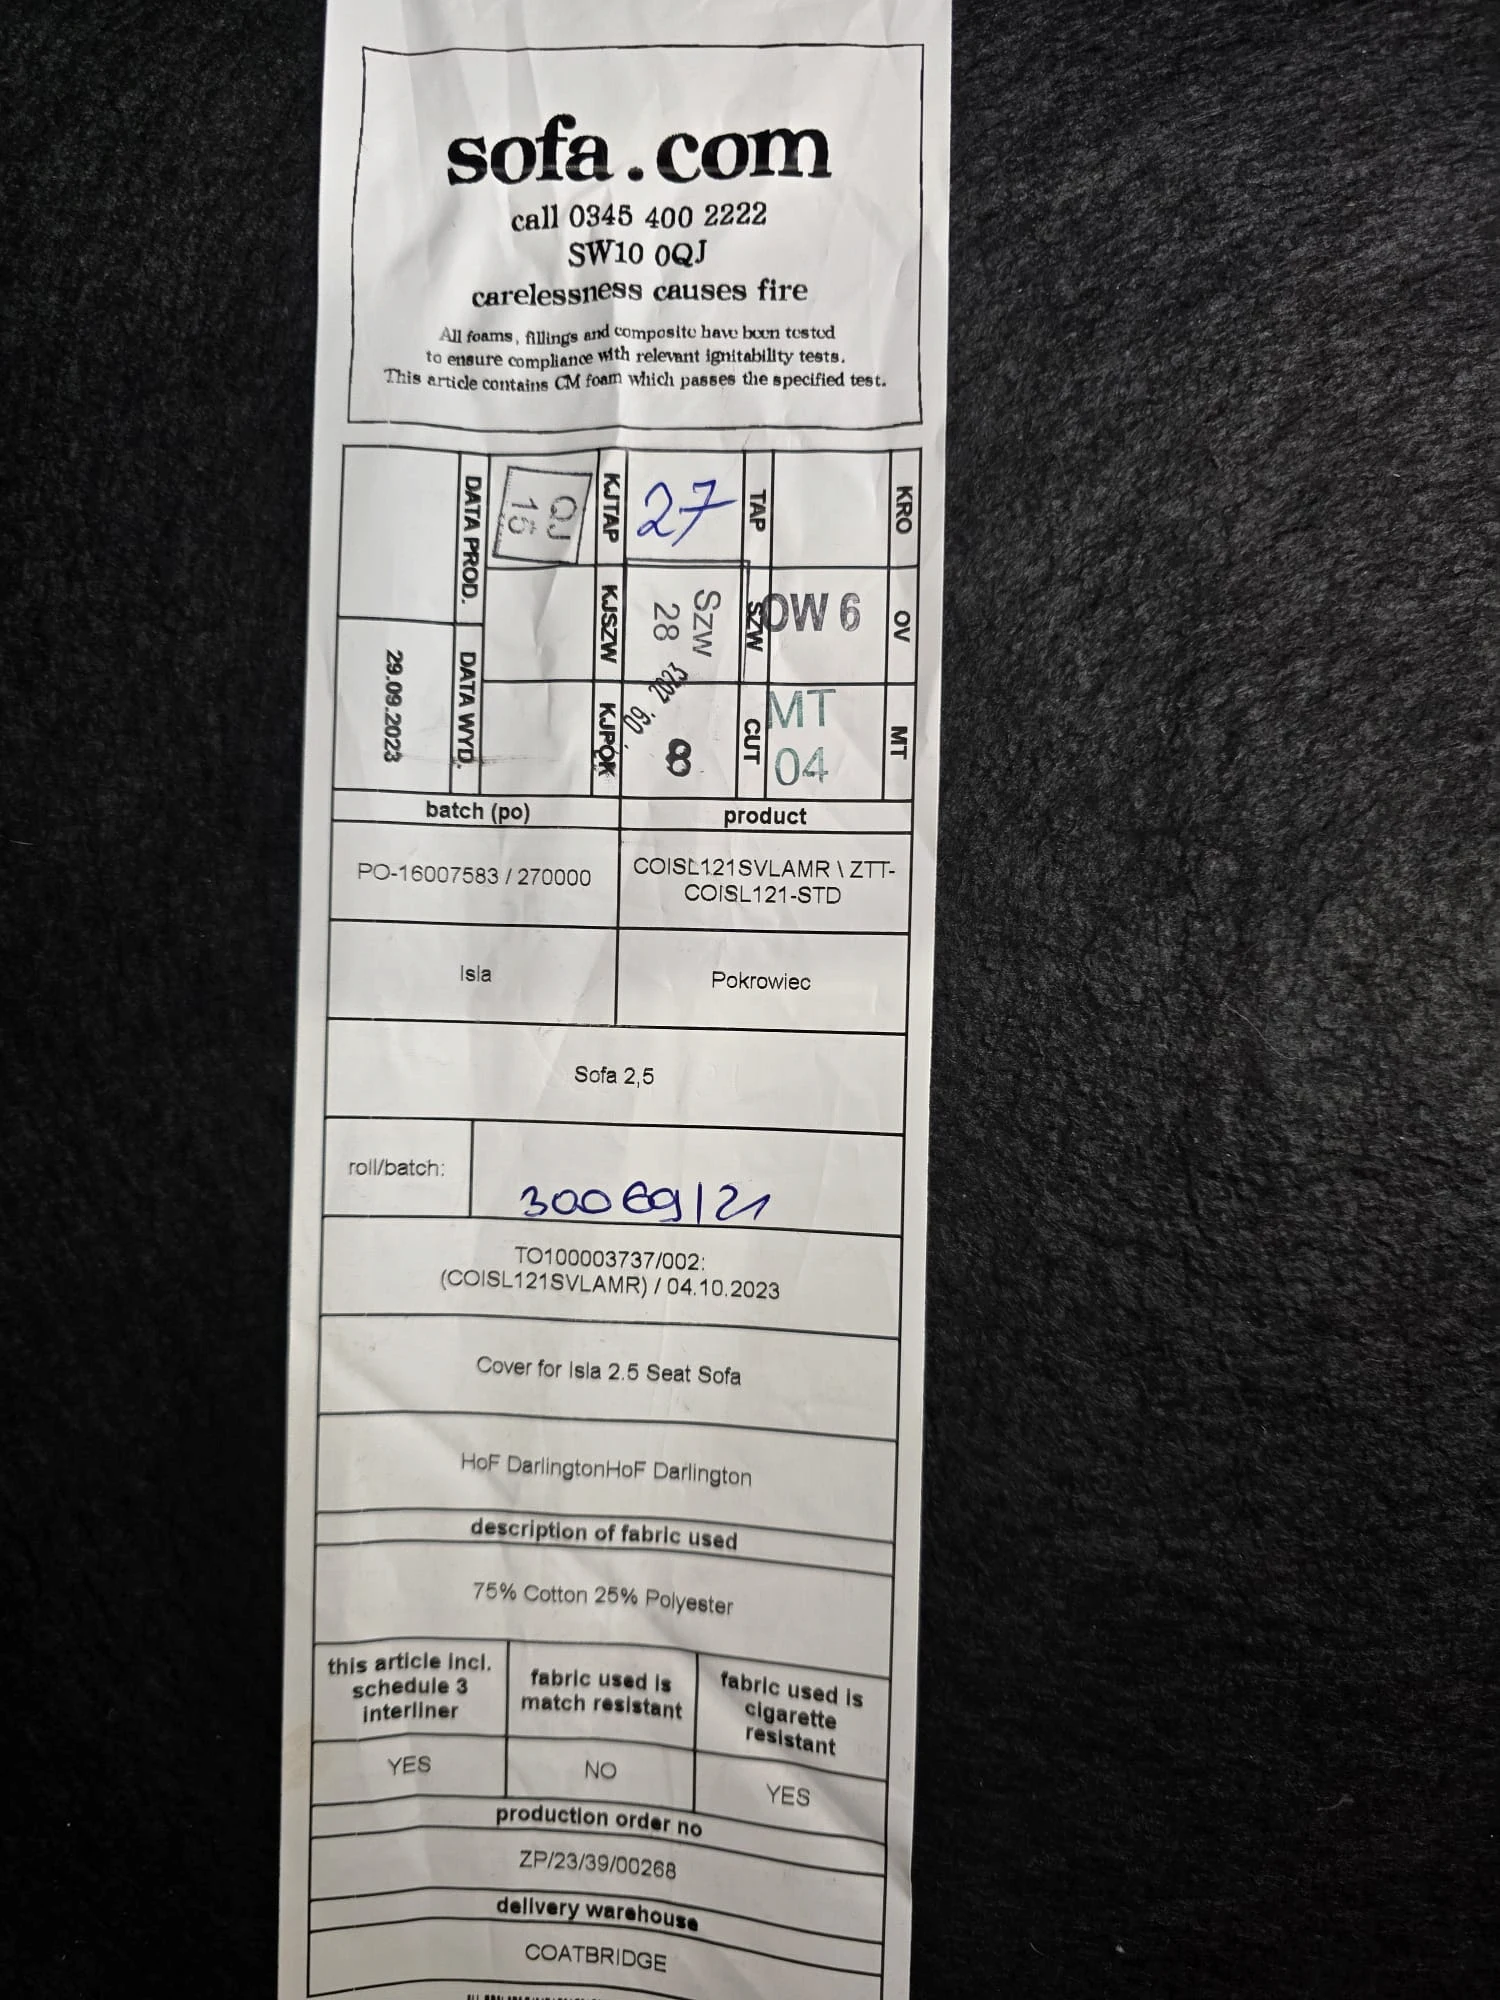 sofa.com
call 0345 400 2222
SW10 0QJ
carelessness causes fire
All foams, fillings and composite have been tested
to ensure compliance with relevant ignitability tests.
This article contains CM foam which passes the specified test.
KRO
OV
MT
OW 6
MT
04
TAP
SZW
CUT
27
Szw
28
09. 2023
8
KJTAP
KJSZW
KJPOK
QJ
15
DATA PROD.
DATA WYD.
29.09.2023
batch (po)
product
PO-16007583 / 270000
COISL121SVLAMR \ ZTT-
COISL121-STD
Isla
Pokrowiec
Sofa 2,5
roll/batch:
30069/21
TO100003737/002:
(COISL121SVLAMR) / 04.10.2023
Cover for Isla 2.5 Seat Sofa
HoF DarlingtonHoF Darlington
description of fabric used
75% Cotton 25% Polyester
this article incl.
schedule 3
interliner
fabric used is
match resistant
fabric used is
cigarette
resistant
YES
NO
YES
production order no
ZP/23/39/00268
delivery warehouse
COATBRIDGE